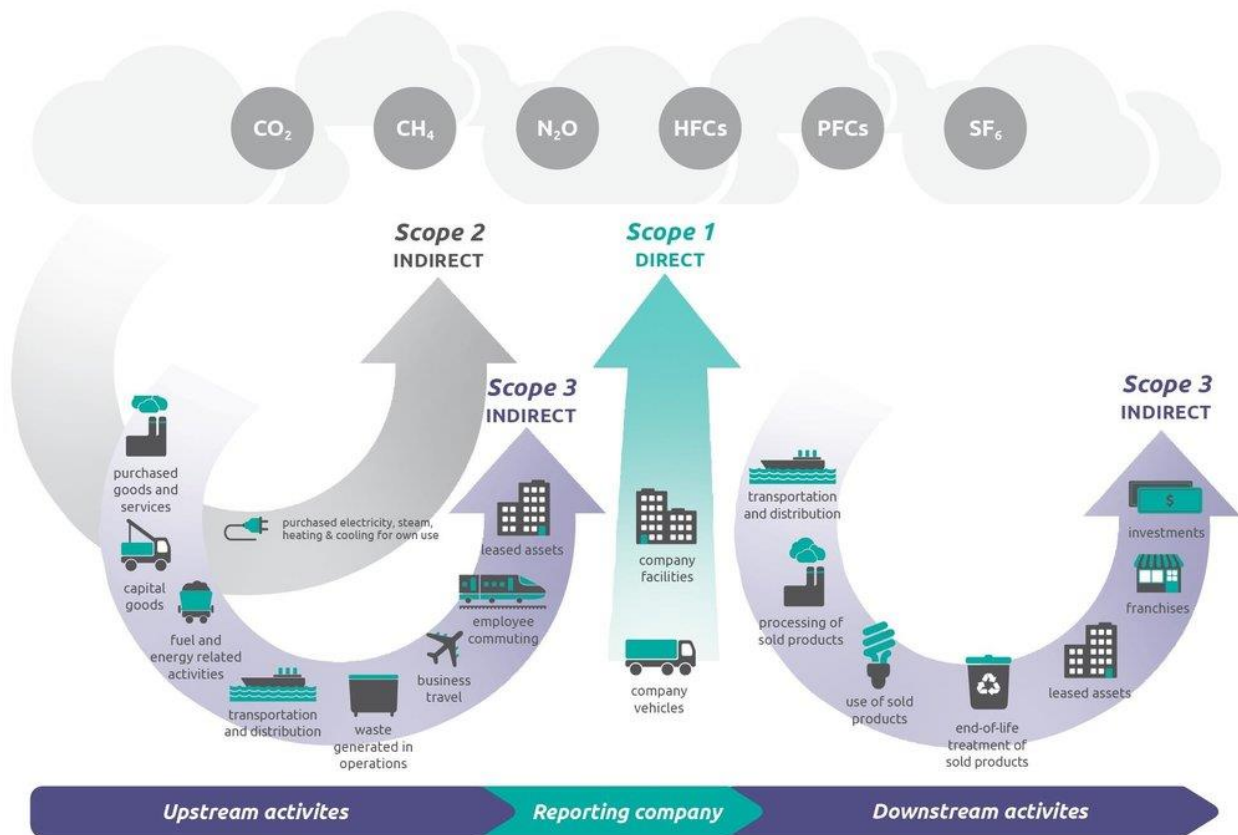 CO₂
CH₄
N₂O
HFCs
PFCs
SF₆
Scope 2
INDIRECT
Scope 1
DIRECT
Scope 3
INDIRECT
Scope 3
INDIRECT
purchased
goods and
services
capital
goods
fuel and
energy related
activities
transportation
and distribution
waste
generated in
operations
business
travel
employee
commuting
leased assets
purchased electricity, steam,
heating & cooling for own use
company
facilities
company
vehicles
transportation
and distribution
processing of
sold products
use of sold
products
end-of-life
treatment of
sold products
leased assets
franchises
$
investments
Upstream activites
Reporting company
Downstream activites